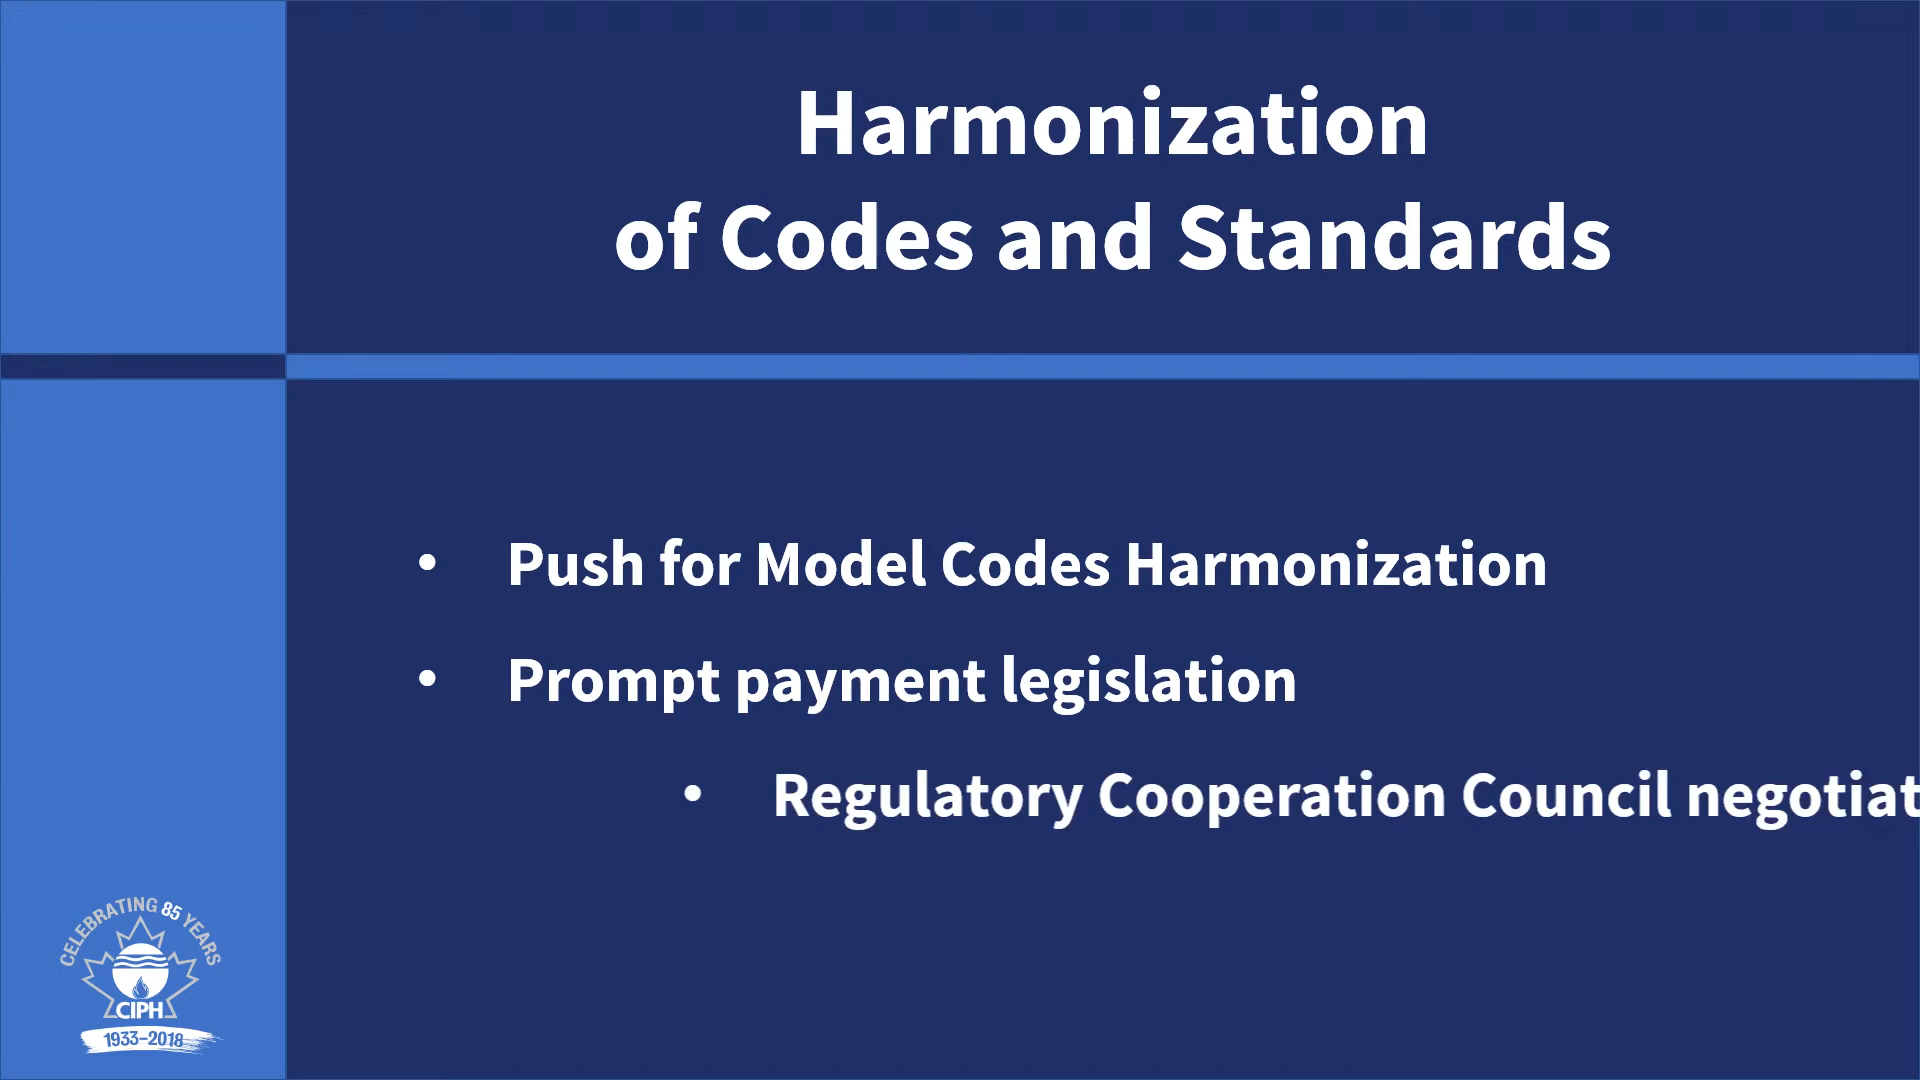 Harmonization
of Codes and Standards
• Push for Model Codes Harmonization
• Prompt payment legislation
• Regulatory Cooperation Council negotiat
CELEBRATING 85 YEARS
CIPH
1933–2018